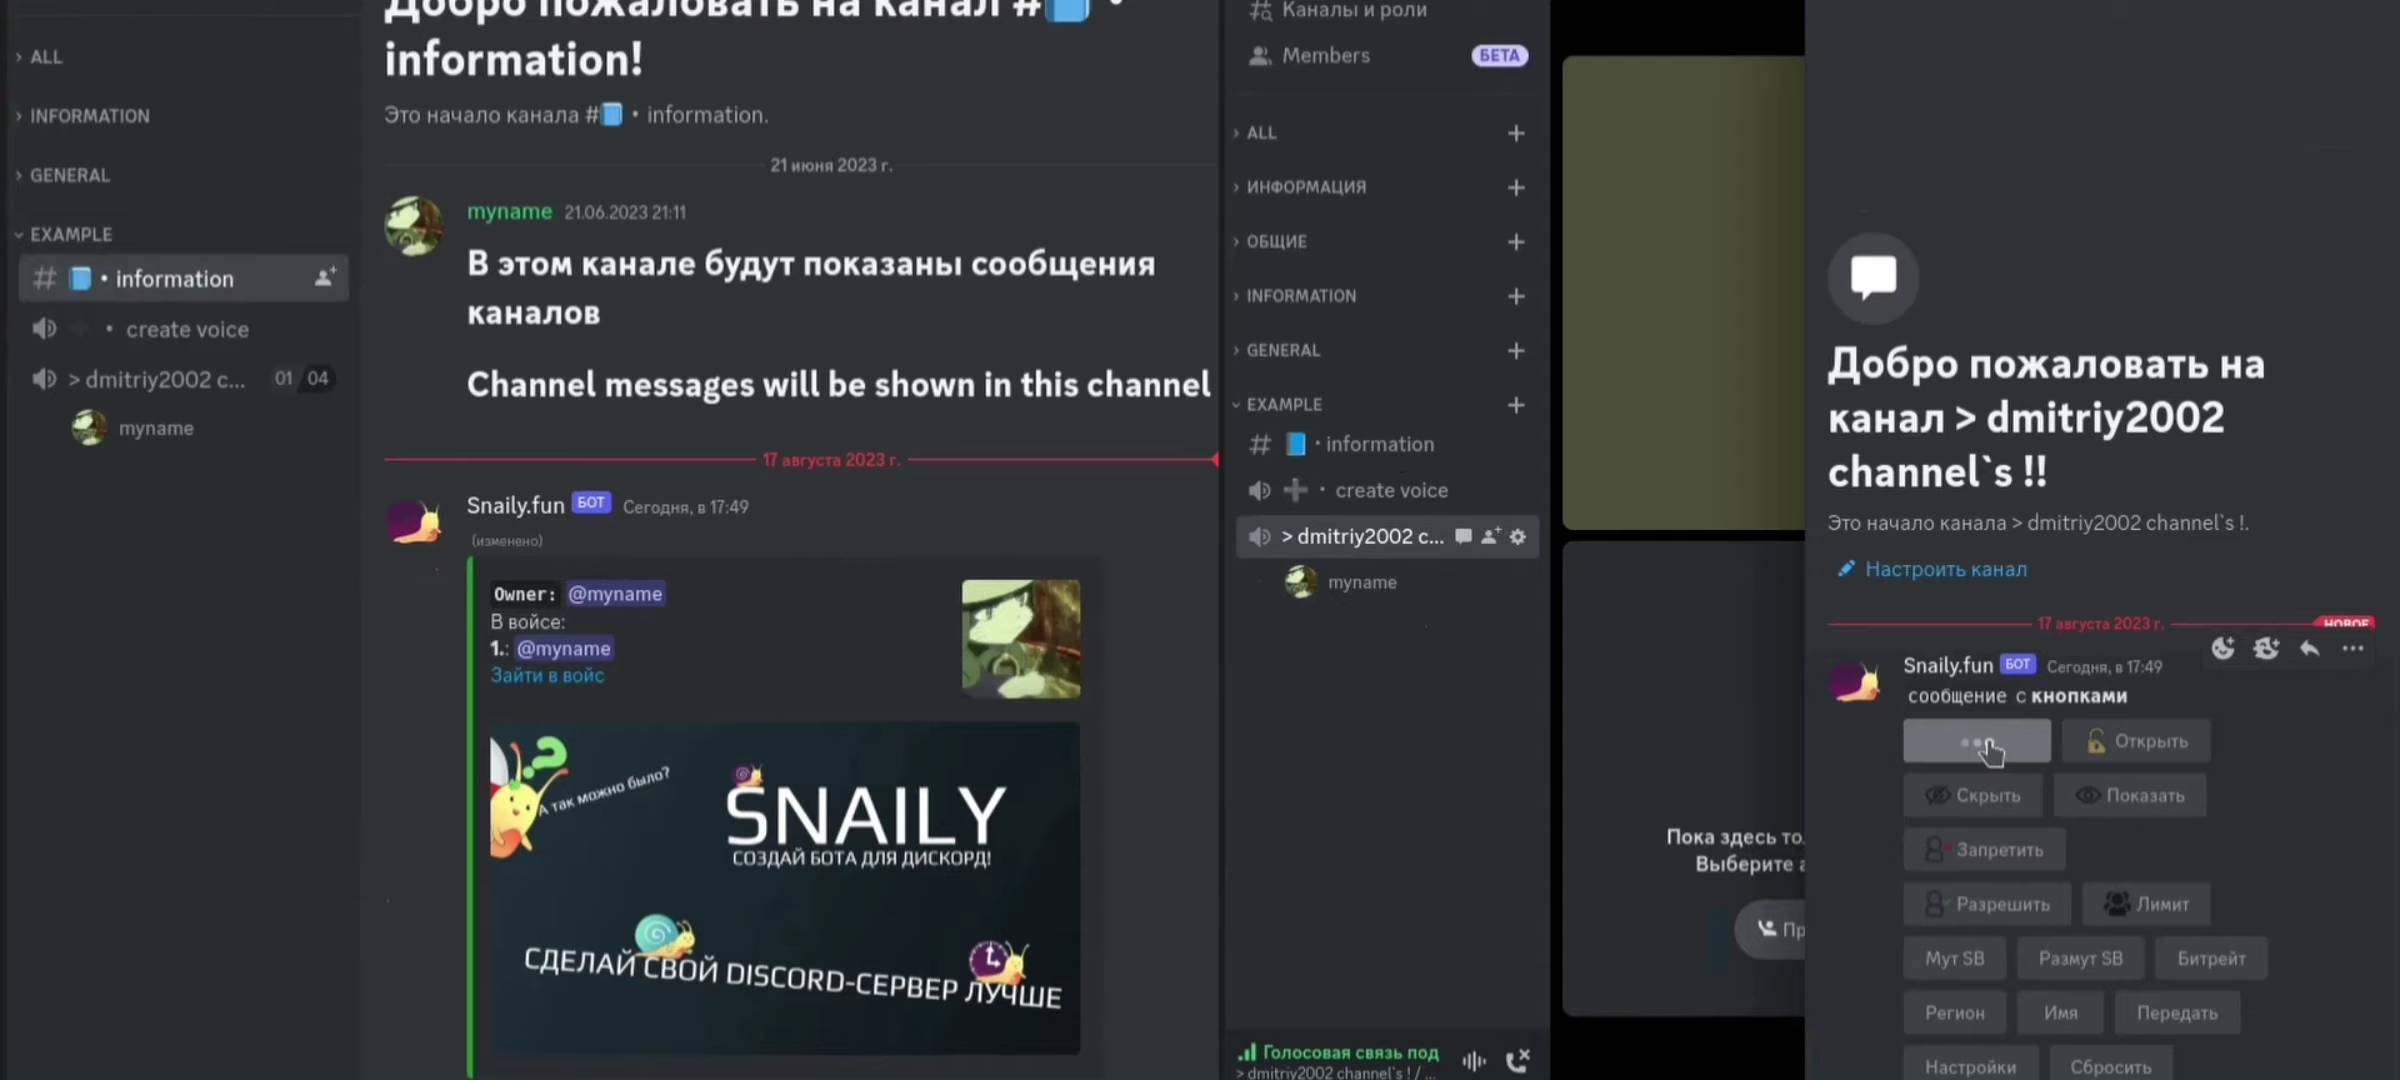 ALL
INFORMATION
GENERAL
EXAMPLE
# 📘 • information
• create voice
> dmitriy2002 c... 01 04
myname
Добро пожаловать на канал #📘 •
information!
Это начало канала #📘 • information.
21 июня 2023 г.
myname 21.06.2023 21:11
В этом канале будут показаны сообщения
каналов
Channel messages will be shown in this channel
17 августа 2023 г.
Snaily.fun БОТ Сегодня, в 17:49
(изменено)
Owner: @myname
В войсе:
1.: @myname
Зайти в войс
А так можно было?
SNAILY
СОЗДАЙ БОТА ДЛЯ ДИСКОРД!
СДЕЛАЙ СВОЙ DISCORD-СЕРВЕР ЛУЧШЕ
Каналы и роли
Members БЕТА
ALL +
ИНФОРМАЦИЯ +
ОБЩИЕ +
INFORMATION +
GENERAL +
EXAMPLE +
# 📘 • information
➕ • create voice
> dmitriy2002 c...
myname
Голосовая связь под
> dmitriy2002 channel`s ! / ...
Пока здесь
Выберите
Добро пожаловать на
канал > dmitriy2002
channel`s !!
Это начало канала > dmitriy2002 channel`s !.
Настроить канал
17 августа 2023 г. НОВОЕ
Snaily.fun БОТ Сегодня, в 17:49
сообщение с кнопками
Открыть
Скрыть Показать
Запретить
Разрешить Лимит
Мут SB Размут SB Битрейт
Регион Имя Передать
Настройки Сбросить